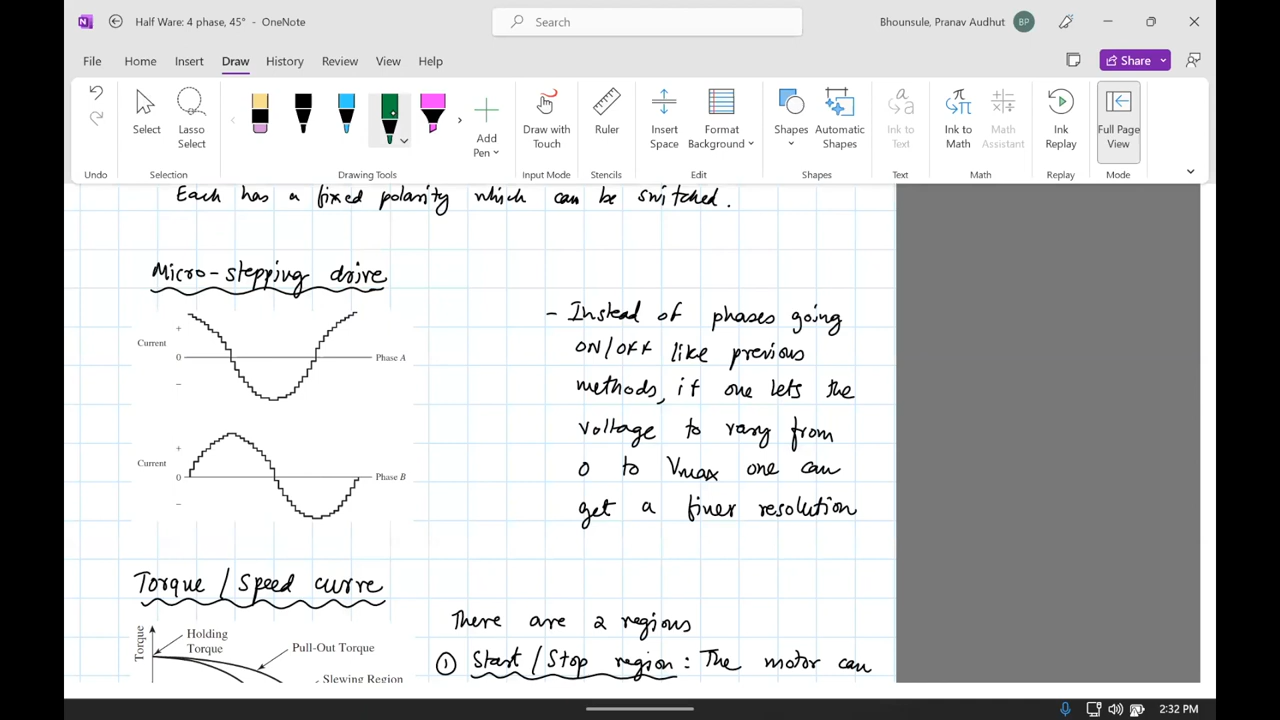 Half Ware: 4 phase, 45° - OneNote
Search
Bhounsule, Pranav Audhut
BP
File
Home
Insert
Draw
History
Review
View
Help
Share
Select
Lasso Select
Add Pen
Draw with Touch
Ruler
Insert Space
Format Background
Shapes
Automatic Shapes
Ink to Text
Ink to Math
Math Assistant
Ink Replay
Full Page View
Undo
Selection
Drawing Tools
Input Mode
Stencils
Edit
Shapes
Text
Math
Replay
Mode
Each has a fixed polarity which can be switched.
Micro-stepping drive
+
Current
0
Phase A
−
+
Current
0
Phase B
−
- Instead of phases going
ON/OFF like previous
methods, if one lets the
voltage to vary from
0 to Vmax one can
get a finer resolution
Torque / Speed curve
Torque
Holding
Torque
Pull-Out Torque
Slewing Region
There are 2 regions
① Start / Stop region : The motor can
2:32 PM